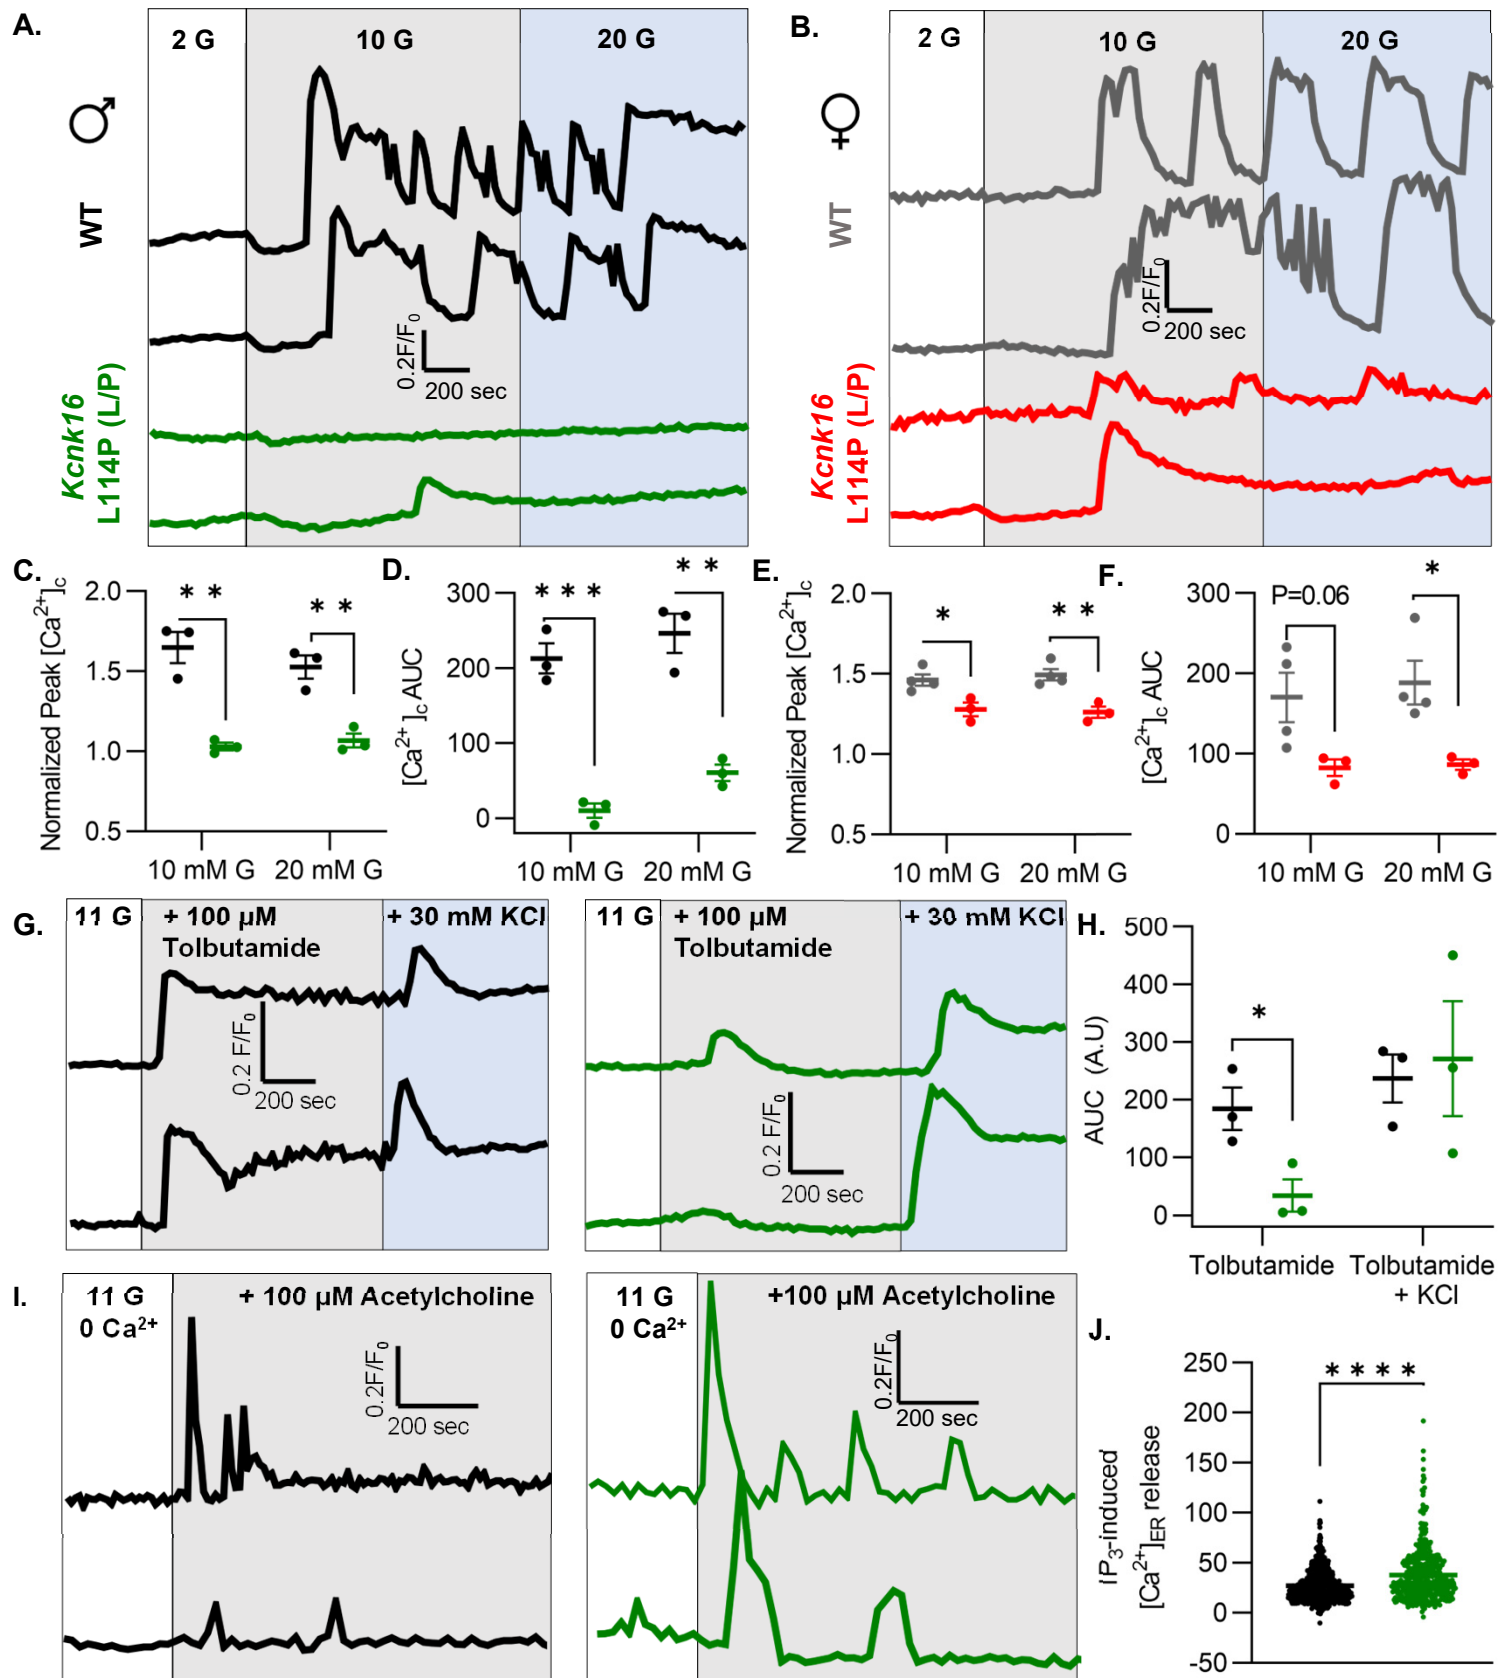 A.
2 G
10 G
20 G
♂
WT
Kcnk16
L114P (L/P)
0.2F/F0
200 sec
B.
2 G
10 G
20 G
♀
WT
Kcnk16
L114P (L/P)
0.2F/F0
200 sec
C.
Normalized Peak [Ca2+]c
2.0
1.5
1.0
0.5
* *
* *
10 mM G
20 mM G
D.
[Ca2+]c AUC
300
200
100
0
* * *
* *
10 mM G
20 mM G
E.
Normalized Peak [Ca2+]c
2.0
1.5
1.0
0.5
*
* *
10 mM G
20 mM G
F.
[Ca2+]c AUC
300
200
100
0
P=0.06
*
10 mM G
20 mM G
G.
11 G
+ 100 µM
Tolbutamide
+ 30 mM KCl
0.2 F/F0
200 sec
11 G
+ 100 µM
Tolbutamide
+ 30 mM KCl
0.2 F/F0
200 sec
H.
AUC (A.U)
500
400
300
200
100
0
*
Tolbutamide
Tolbutamide
+ KCl
I.
11 G
0 Ca2+
+ 100 µM Acetylcholine
0.2F/F0
200 sec
11 G
0 Ca2+
+100 µM Acetylcholine
0.2F/F0
200 sec
J.
IP3-induced
[Ca2+]ER release
250
200
150
100
50
0
-50
* * * *